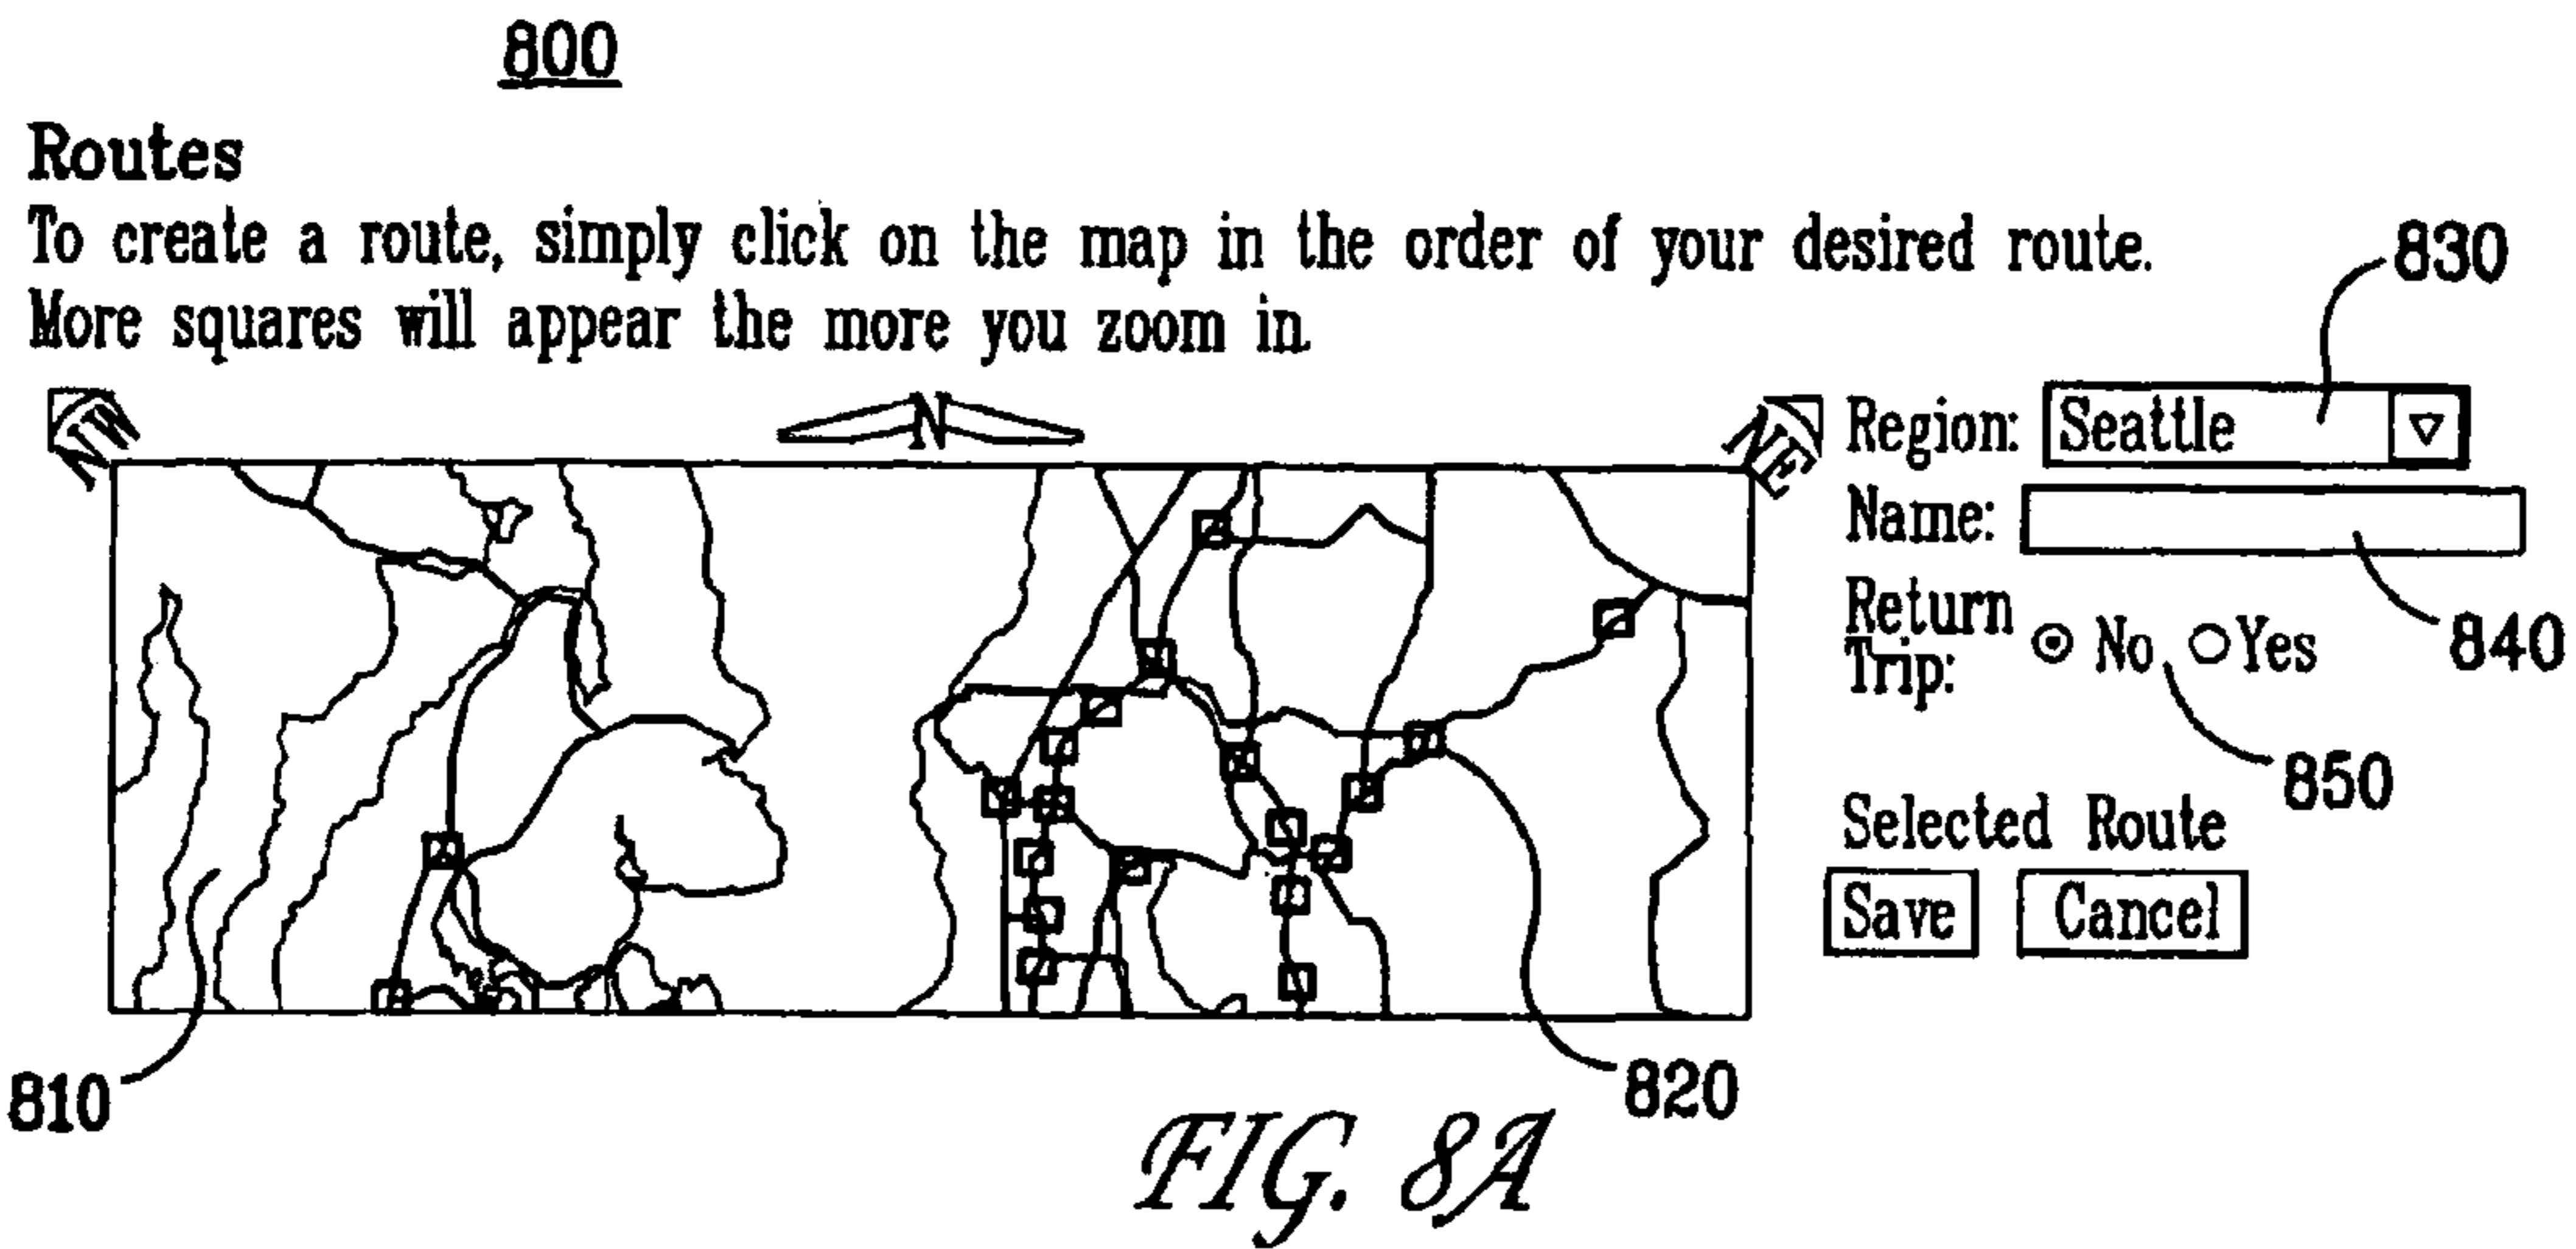 800
Routes
To create a route, simply click on the map in the order of your desired route.
More squares will appear the more you zoom in.
830
NW
N
NE
Region: Seattle
Name:
840
Return Trip: No Yes
850
Selected Route
Save Cancel
810
820
FIG. 8A